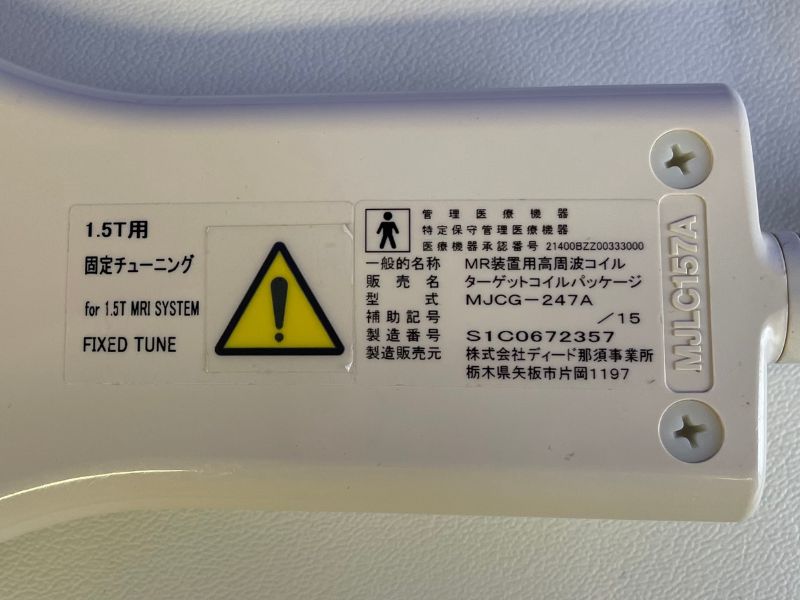 1.5T用
固定チューニング
for 1.5T MRI SYSTEM
FIXED TUNE
管理医療機器
特定保守管理医療機器
医療機器承認番号 21400BZZ00333000
一般的名称 MR装置用高周波コイル
販売名 ターゲットコイルパッケージ
型式 MJCG-247A
補助記号 /15
製造番号 S1C0672357
製造販売元 株式会社ディード那須事業所
栃木県矢板市片岡1197
MJLC157A